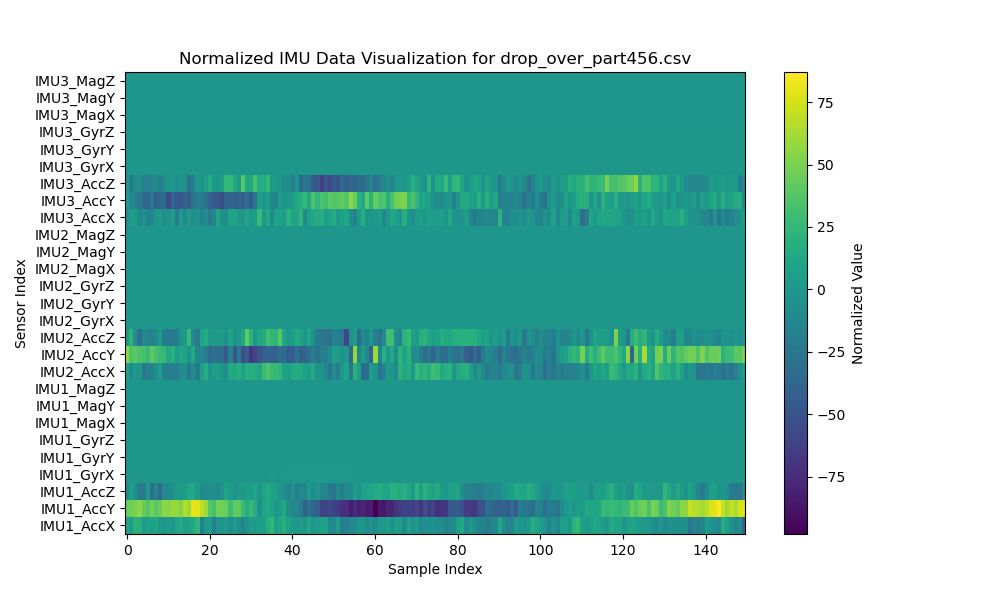 Normalized IMU Data Visualization for drop_over_part456.csv
IMU3_MagZ
IMU3_MagY
IMU3_MagX
IMU3_GyrZ
IMU3_GyrY
IMU3_GyrX
IMU3_AccZ
IMU3_AccY
IMU3_AccX
IMU2_MagZ
IMU2_MagY
IMU2_MagX
IMU2_GyrZ
IMU2_GyrY
IMU2_GyrX
IMU2_AccZ
IMU2_AccY
IMU2_AccX
IMU1_MagZ
IMU1_MagY
IMU1_MagX
IMU1_GyrZ
IMU1_GyrY
IMU1_GyrX
IMU1_AccZ
IMU1_AccY
IMU1_AccX
Sensor Index
0 20 40 60 80 100 120 140
Sample Index
75
50
25
0
−25
−50
−75
Normalized Value